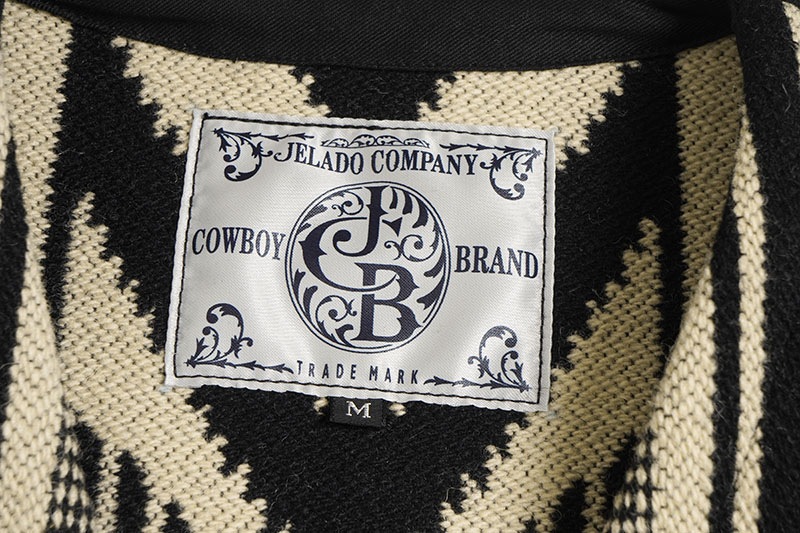 JELADO COMPANY
COWBOY JCB BRAND
TRADE MARK
M